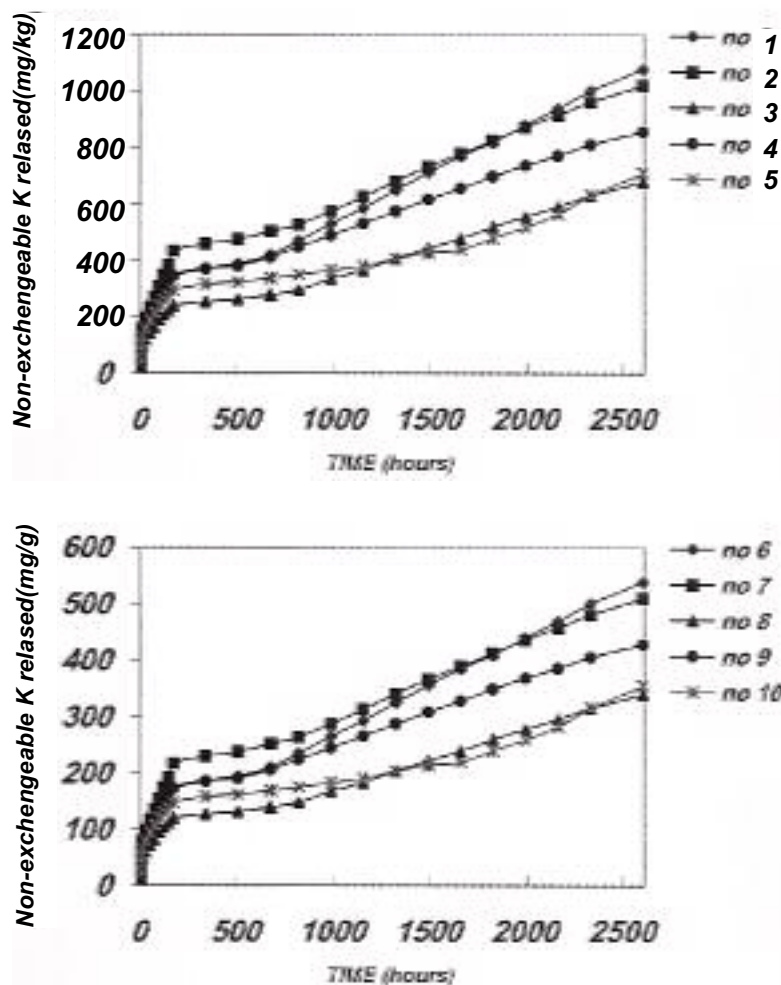 Non-exchengeable K relased(mg/kg)
1200
1000
800
600
400
200
0
0 500 1000 1500 2000 2500
TIME (hours)
no 1
no 2
no 3
no 4
no 5
Non-exchengeable K relased(mg/g)
600
500
400
300
200
100
0
0 500 1000 1500 2000 2500
TIME (hours)
no 6
no 7
no 8
no 9
no 10